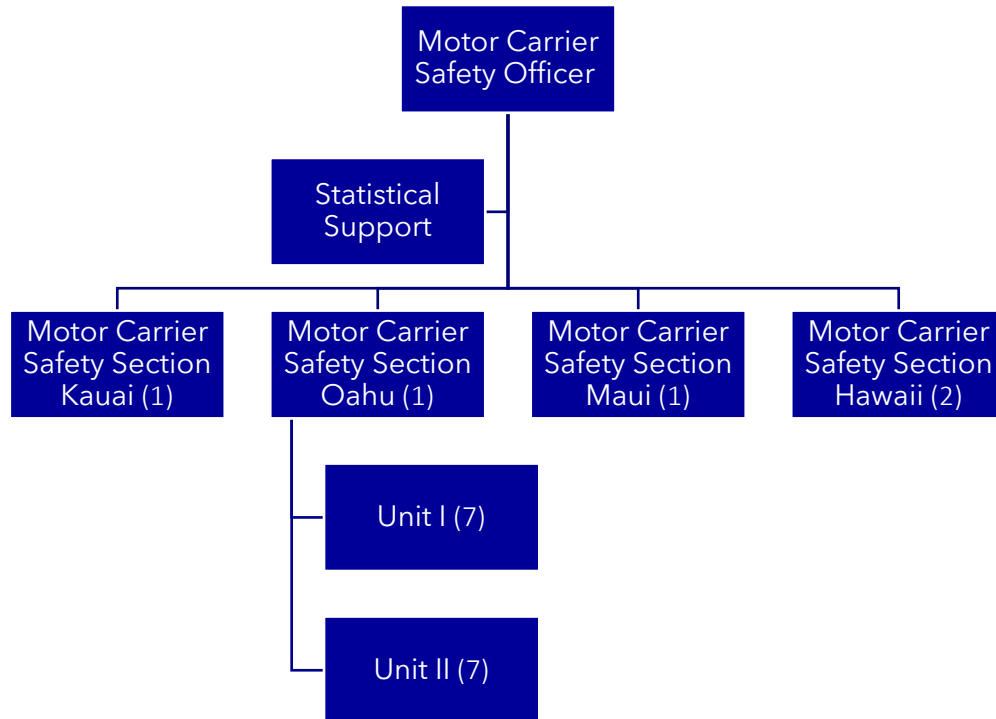 Motor Carrier
Safety Officer
Statistical
Support
Motor Carrier
Safety Section
Kauai (1)
Motor Carrier
Safety Section
Oahu (1)
Motor Carrier
Safety Section
Maui (1)
Motor Carrier
Safety Section
Hawaii (2)
Unit I (7)
Unit II (7)